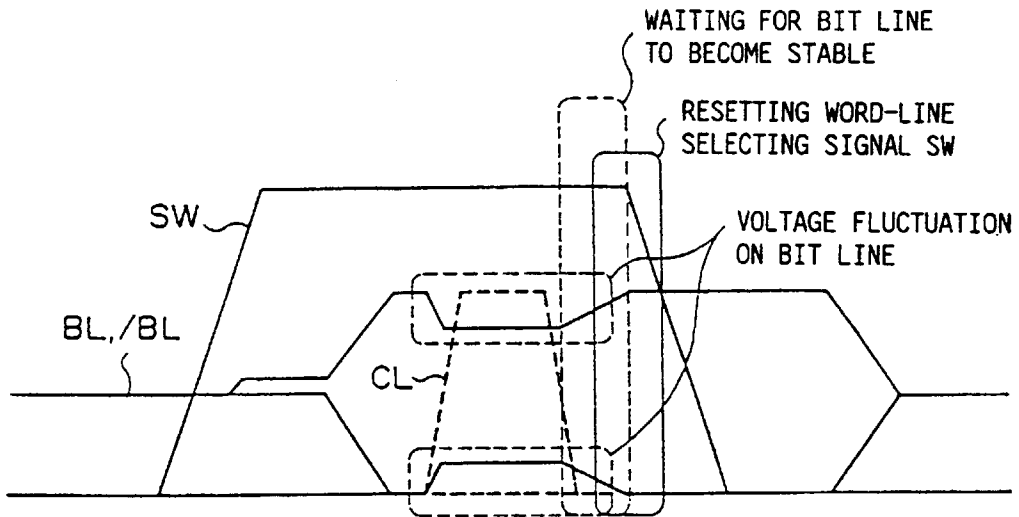 WAITING FOR BIT LINE
TO BECOME STABLE
RESETTING WORD-LINE
SELECTING SIGNAL SW
SW
VOLTAGE FLUCTUATION
ON BIT LINE
BL,/BL
CL